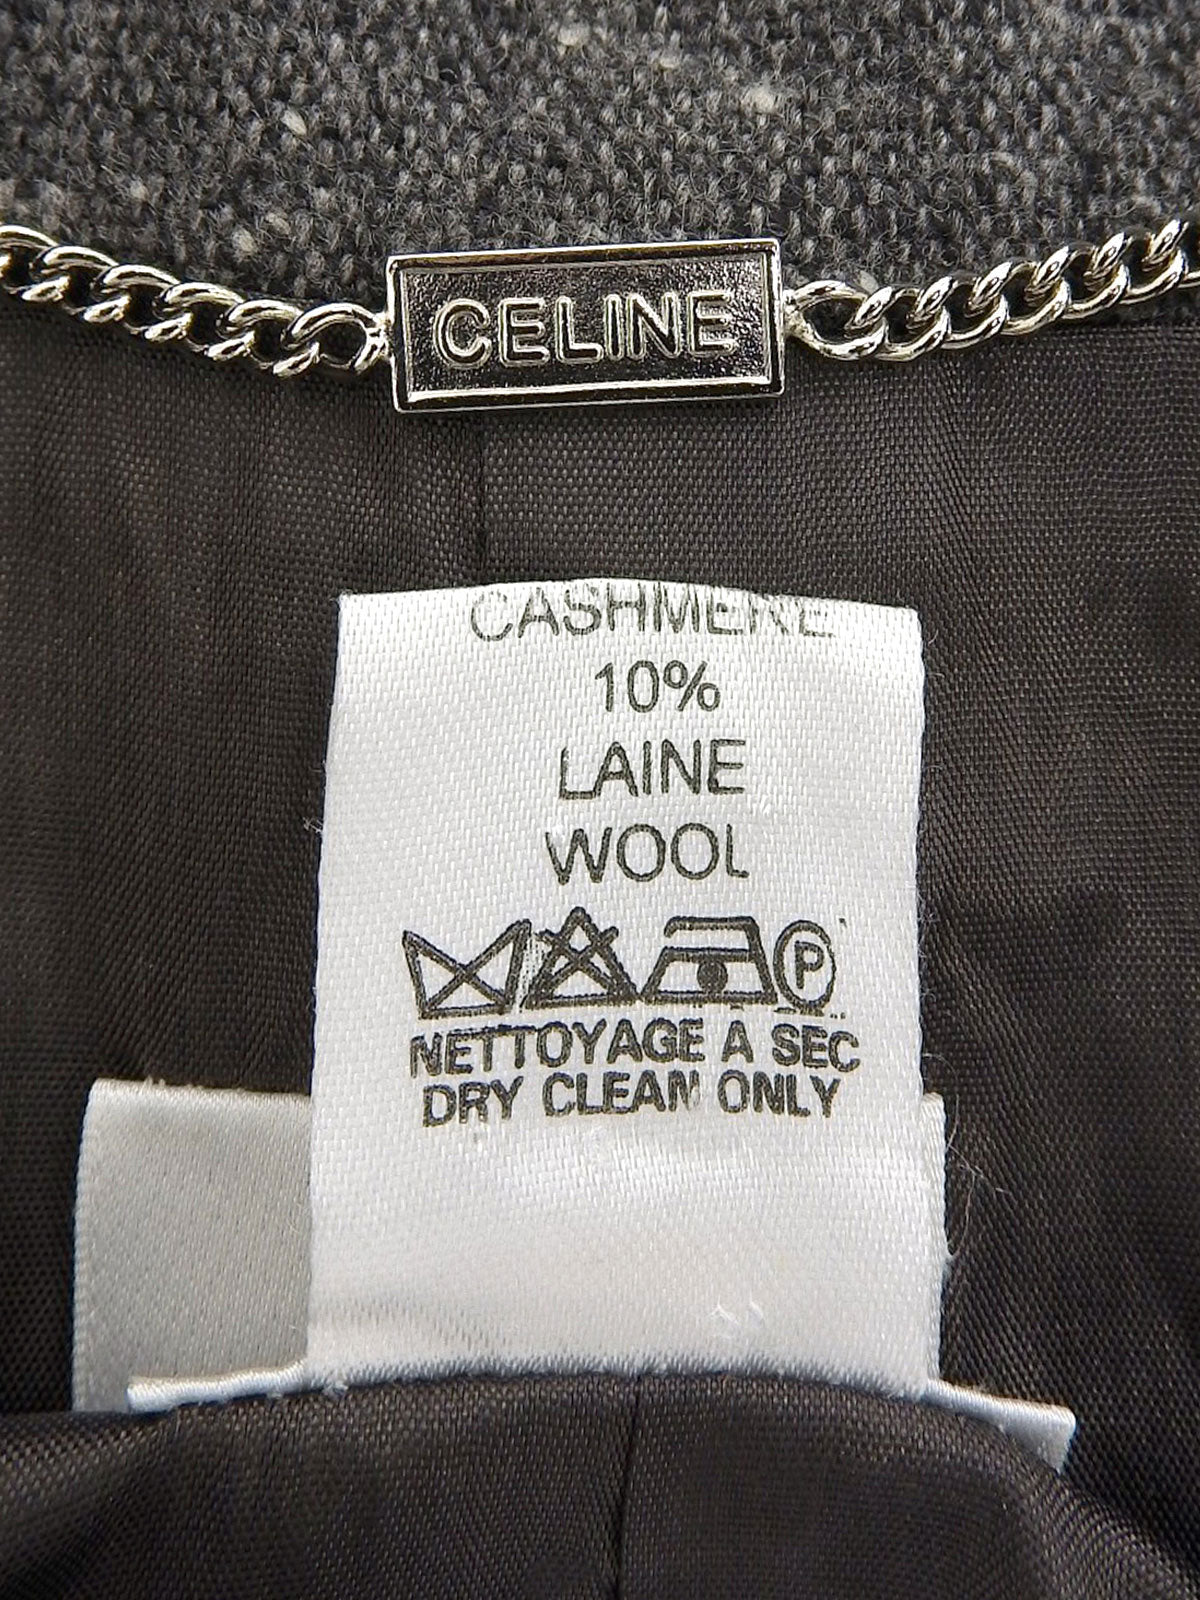 CELINE
CASHMERE
10%
LAINE
WOOL
P
NETTOYAGE A SEC
DRY CLEAN ONLY